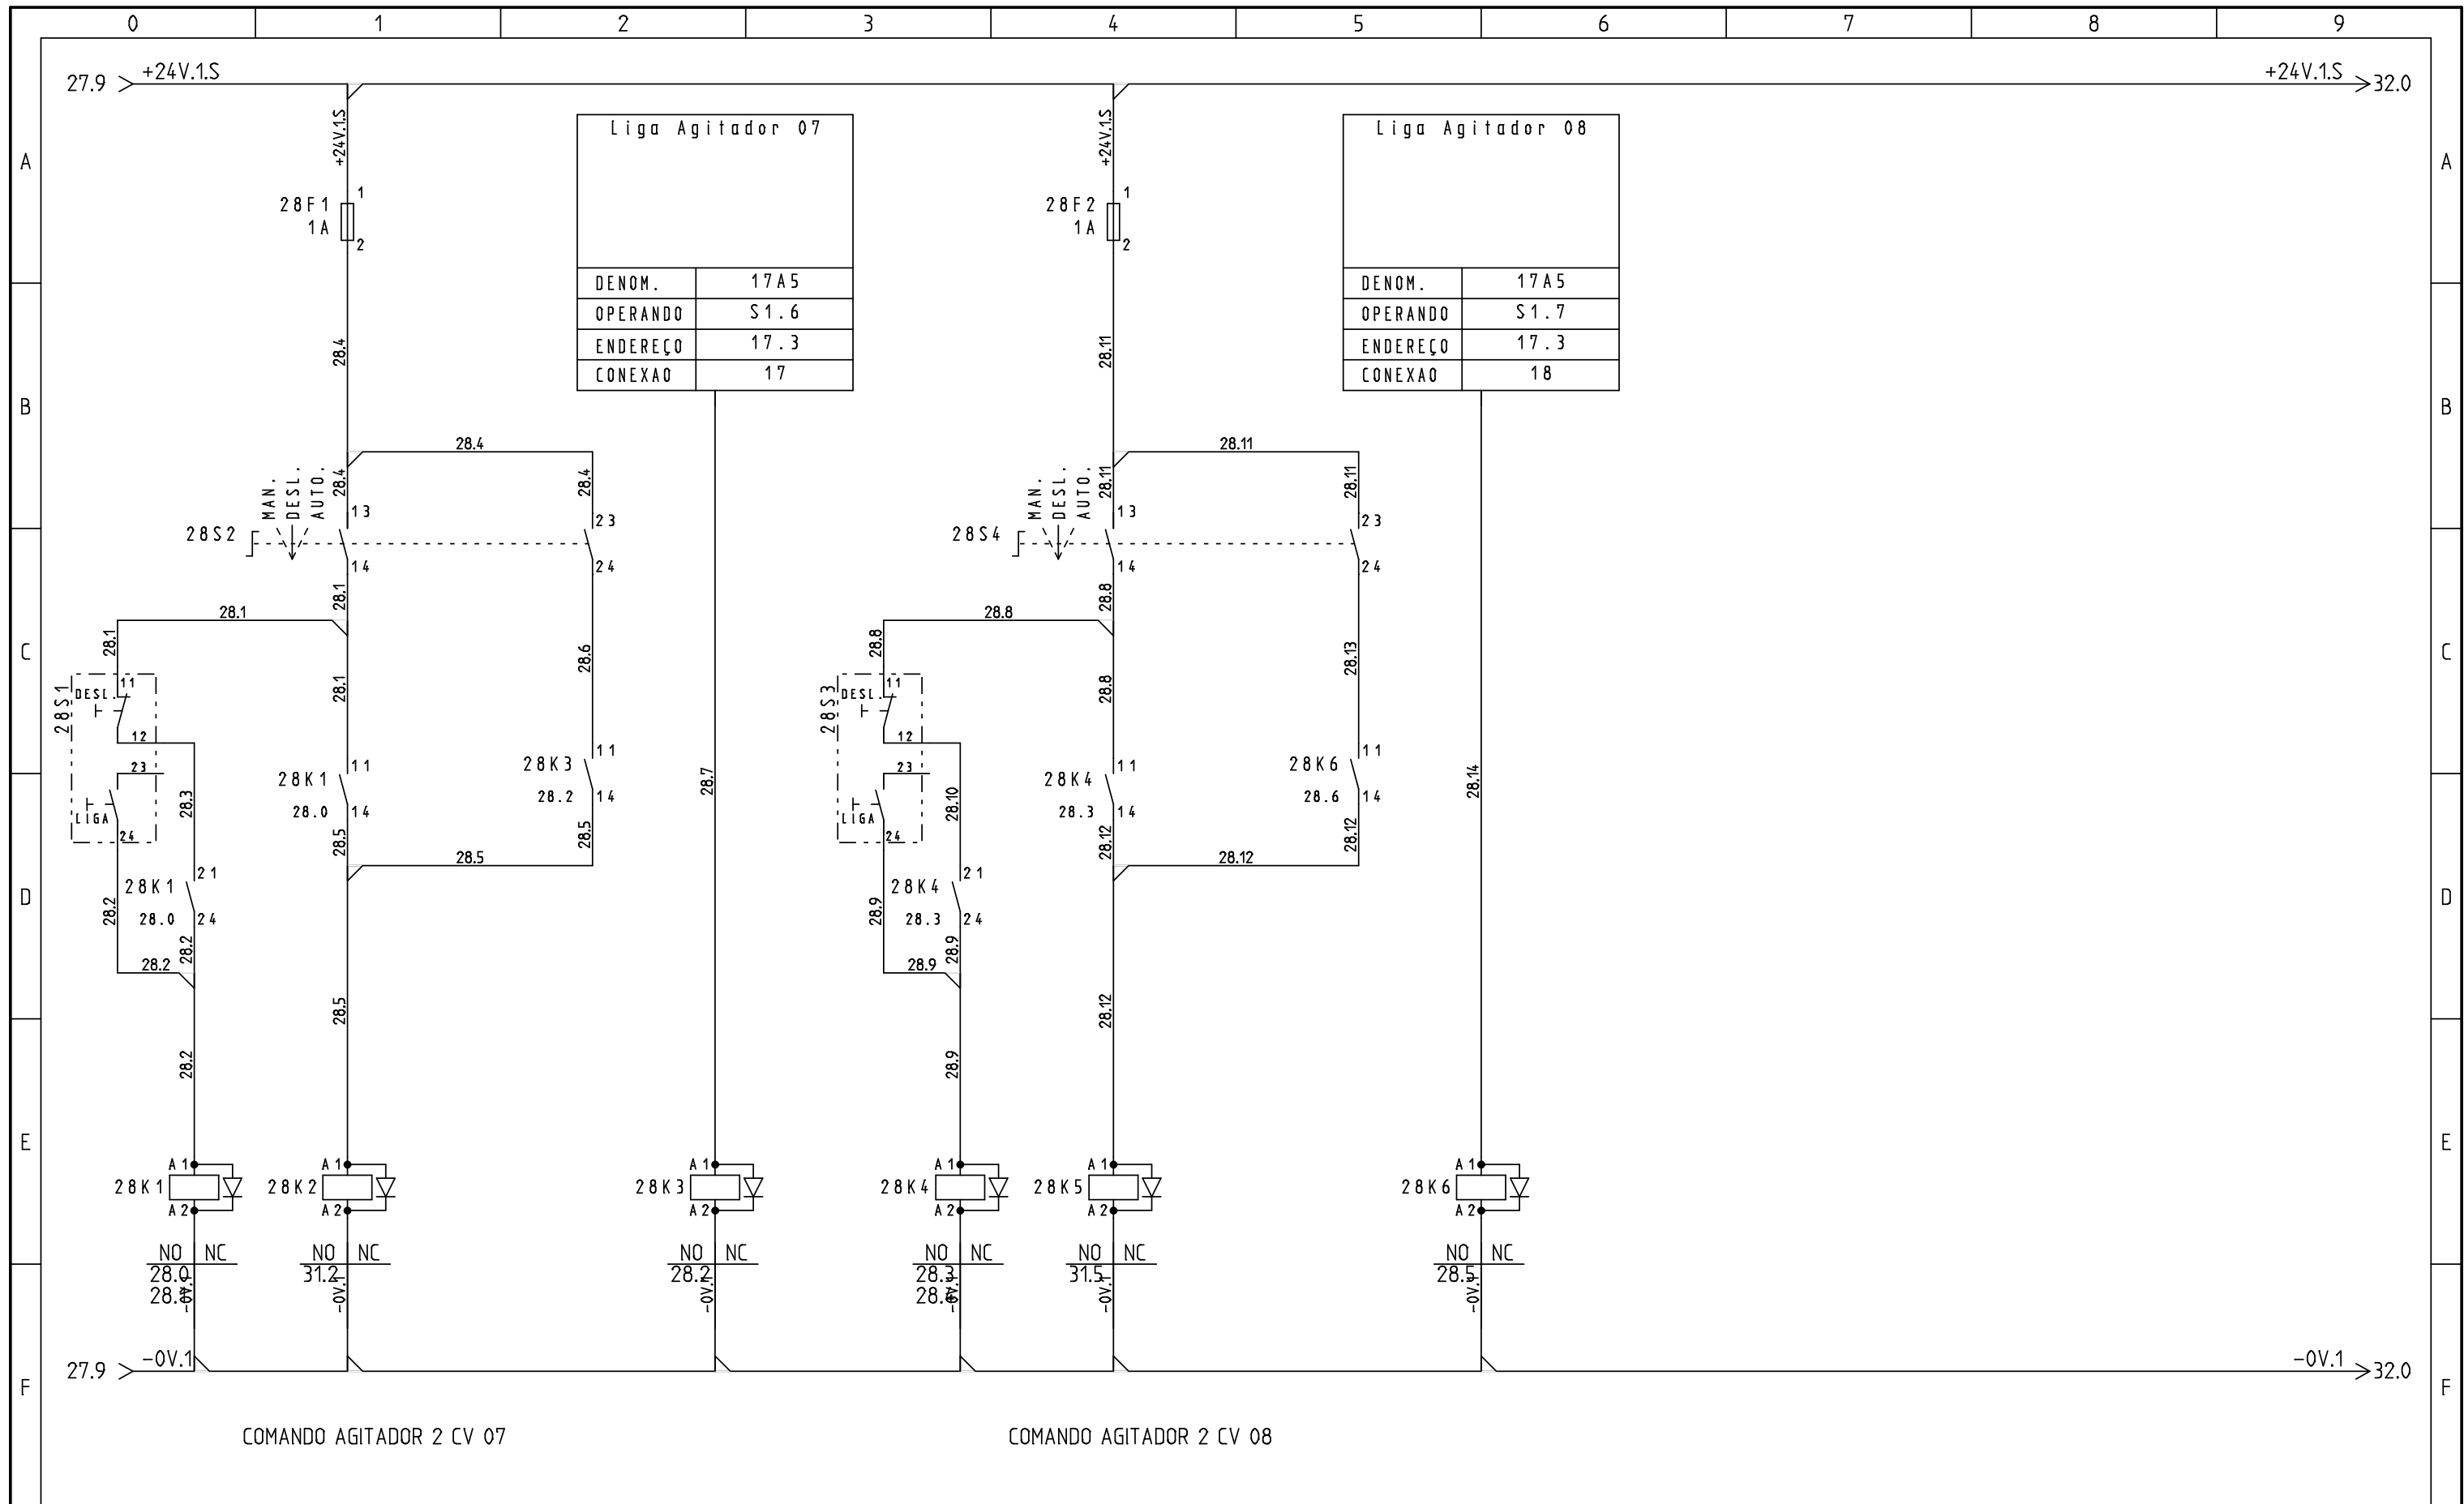 0 1 2 3 4 5 6 7 8 9
27.9 +24V.1.S +24V.1.S 32.0
+24V.1.S +24V.1.S
Liga Agitador 07
Liga Agitador 08
A A
1 1
28F1 28F2
1A 1A
2 2
DENOM. 17A5
OPERANDO S1.6
ENDEREÇO 17.3
CONEXAO 17
DENOM. 17A5
OPERANDO S1.7
ENDEREÇO 17.3
CONEXAO 18
28.4 28.11
B B
28.4 28.11
28.4 28.4 28.11 28.11
MAN. DESL. AUTO.
MAN. DESL. AUTO.
13 23 13 23
28S2 28S4
14 24 14 24
28.1 28.8
28.1 28.8
28.1 28.6 28.8 28.13
C C
28.1 28.8
28S1 DESL. 11 28S3 DESL. 11
12 12
23 11 11 23 11 11
28K1 28K3 28K4 28K6
28.0 14 28.2 14 28.3 14 28.6 14
28.7 28.14
28.3 28.10
LIGA LIGA
24 24
28.5 28.5 28.12 28.12
28.5 28.12
21 21
28K1 28K4
28.0 24 28.3 24
D D
28.2 28.9
28.2 28.9
28.2 28.9
28.5 28.12
28.2 28.9
E E
A1 A1 A1 A1 A1 A1
28K1 28K2 28K3 28K4 28K5 28K6
A2 A2 A2 A2 A2 A2
NO NC NO NC NO NC NO NC NO NC NO NC
28.0 31.2 28.2 28.3 31.5 28.5
-0V.1 -0V.1 -0V.1 -0V.1 -0V.1 -0V.1
27.9 -0V.1 -0V.1 32.0
F F
COMANDO AGITADOR 2 CV 07
COMANDO AGITADOR 2 CV 08